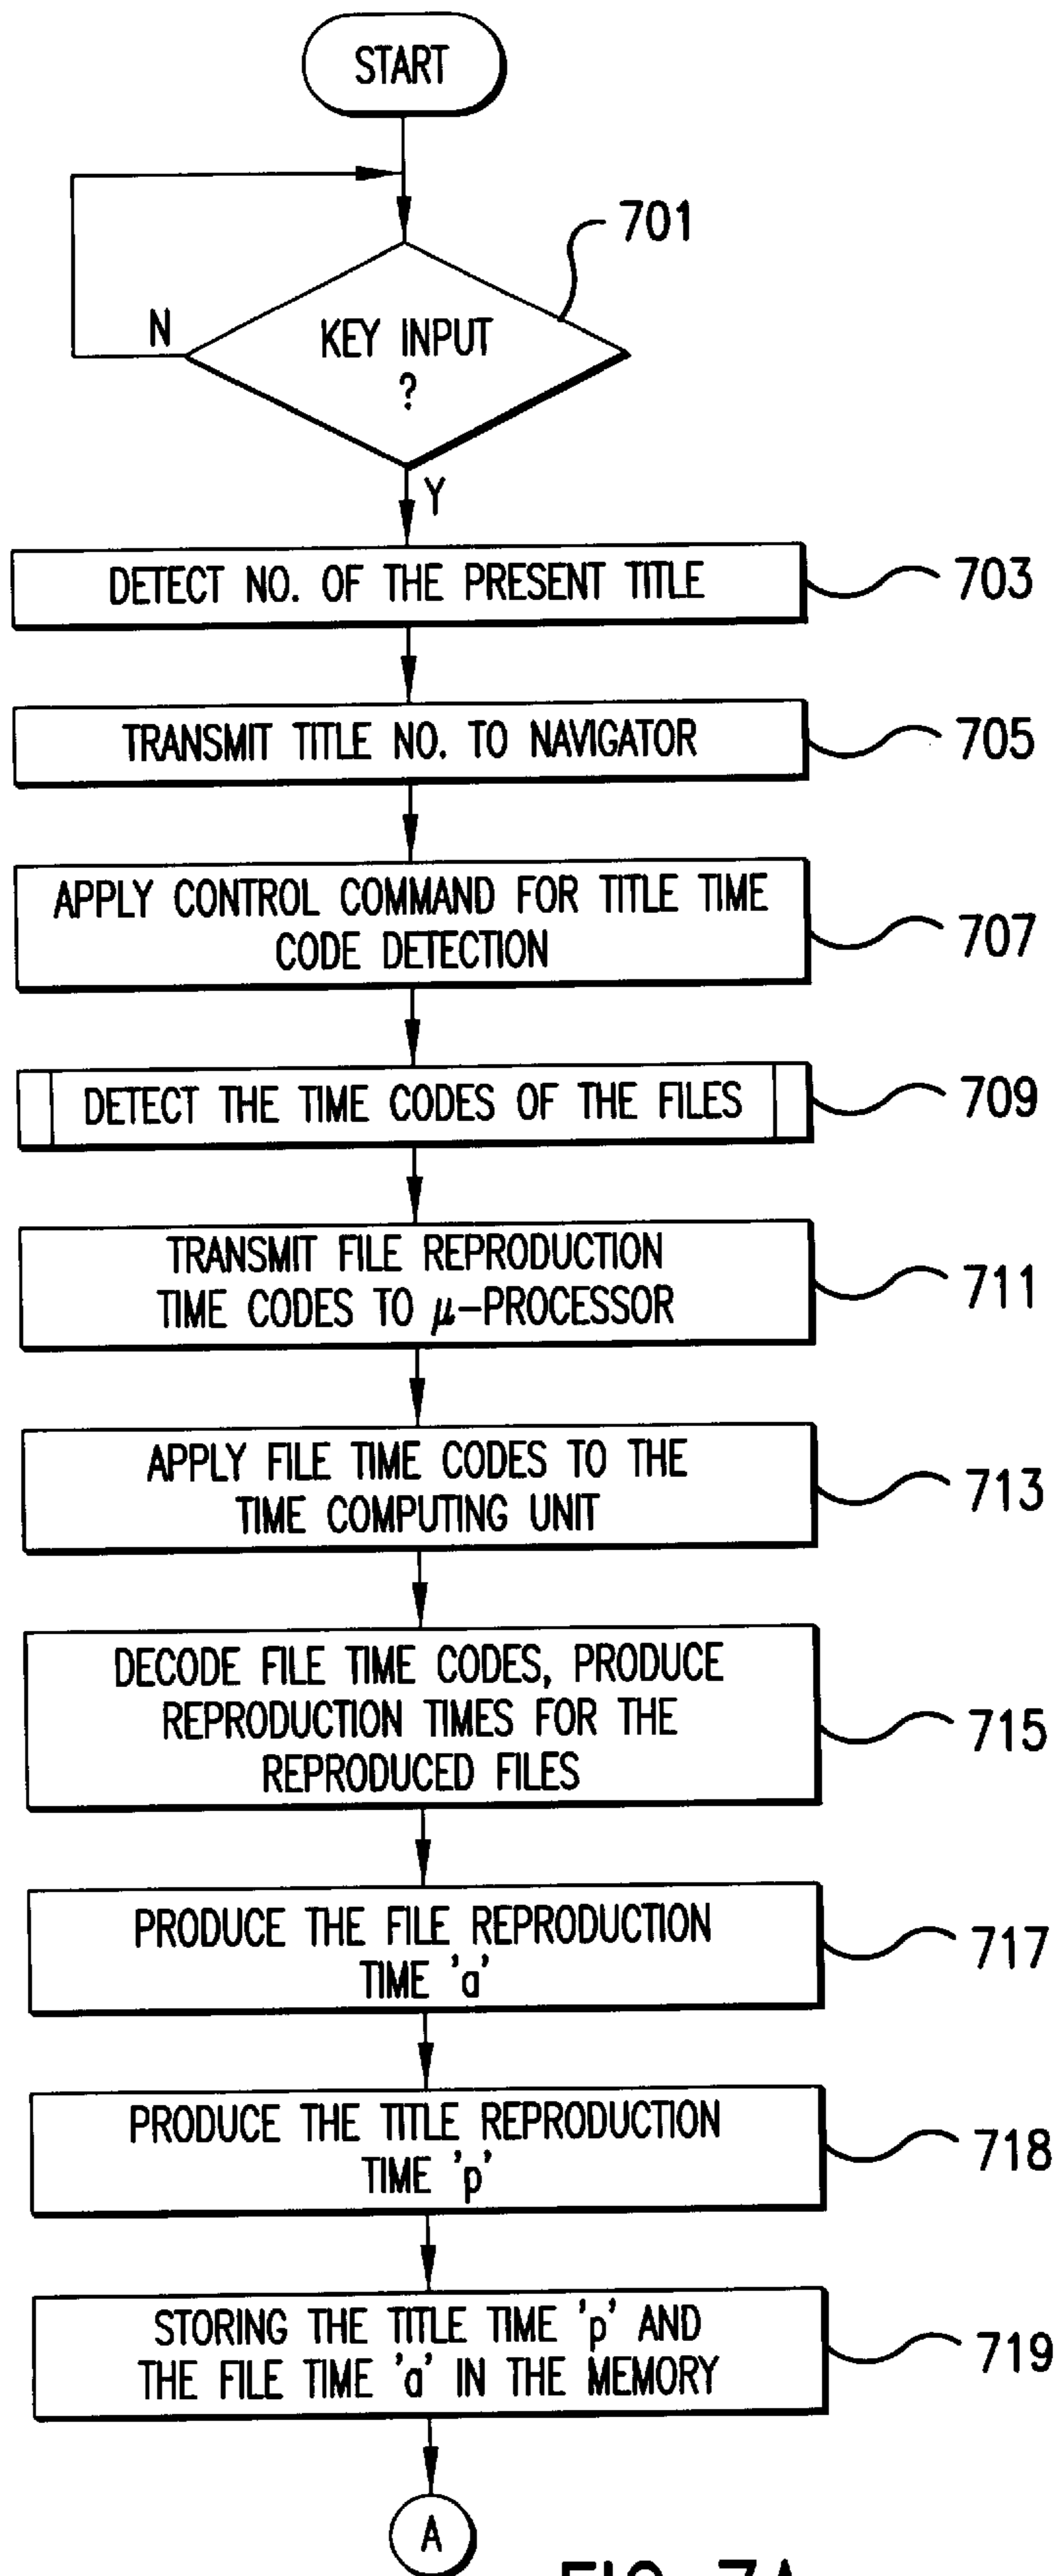 START
701
N
KEY INPUT
?
Y
DETECT NO. OF THE PRESENT TITLE
703
TRANSMIT TITLE NO. TO NAVIGATOR
705
APPLY CONTROL COMMAND FOR TITLE TIME
CODE DETECTION
707
DETECT THE TIME CODES OF THE FILES
709
TRANSMIT FILE REPRODUCTION
TIME CODES TO μ-PROCESSOR
711
APPLY FILE TIME CODES TO THE
TIME COMPUTING UNIT
713
DECODE FILE TIME CODES, PRODUCE
REPRODUCTION TIMES FOR THE
REPRODUCED FILES
715
PRODUCE THE FILE REPRODUCTION
TIME 'a'
717
PRODUCE THE TITLE REPRODUCTION
TIME 'p'
718
STORING THE TITLE TIME 'p' AND
THE FILE TIME 'a' IN THE MEMORY
719
A
FIG. 7A